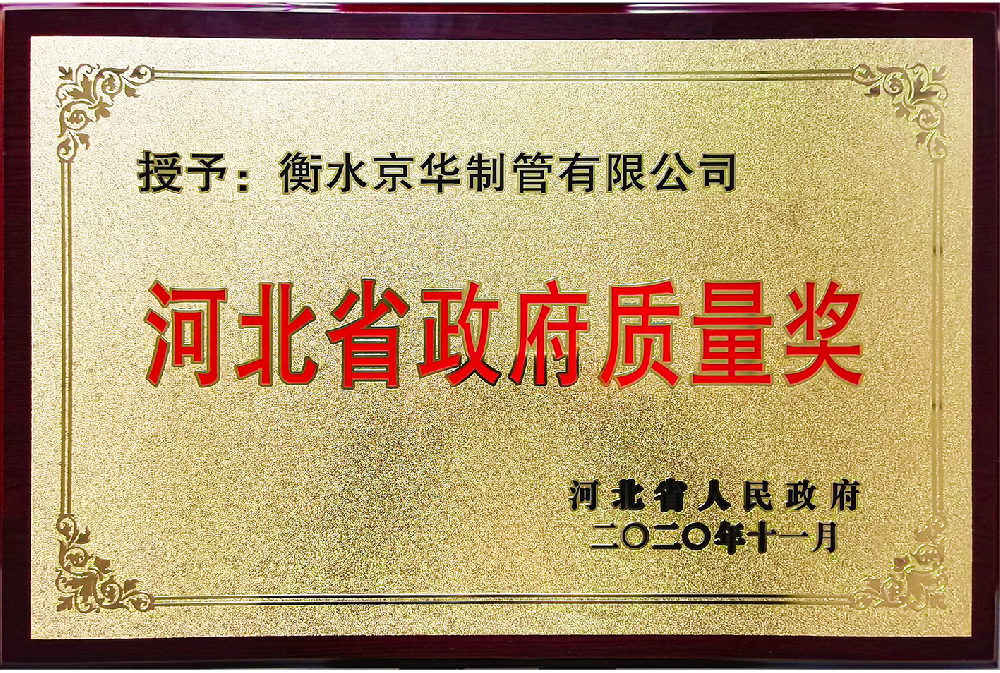 授予：衡水京华制管有限公司
河北省政府质量奖
河北省人民政府
二〇二〇年十一月